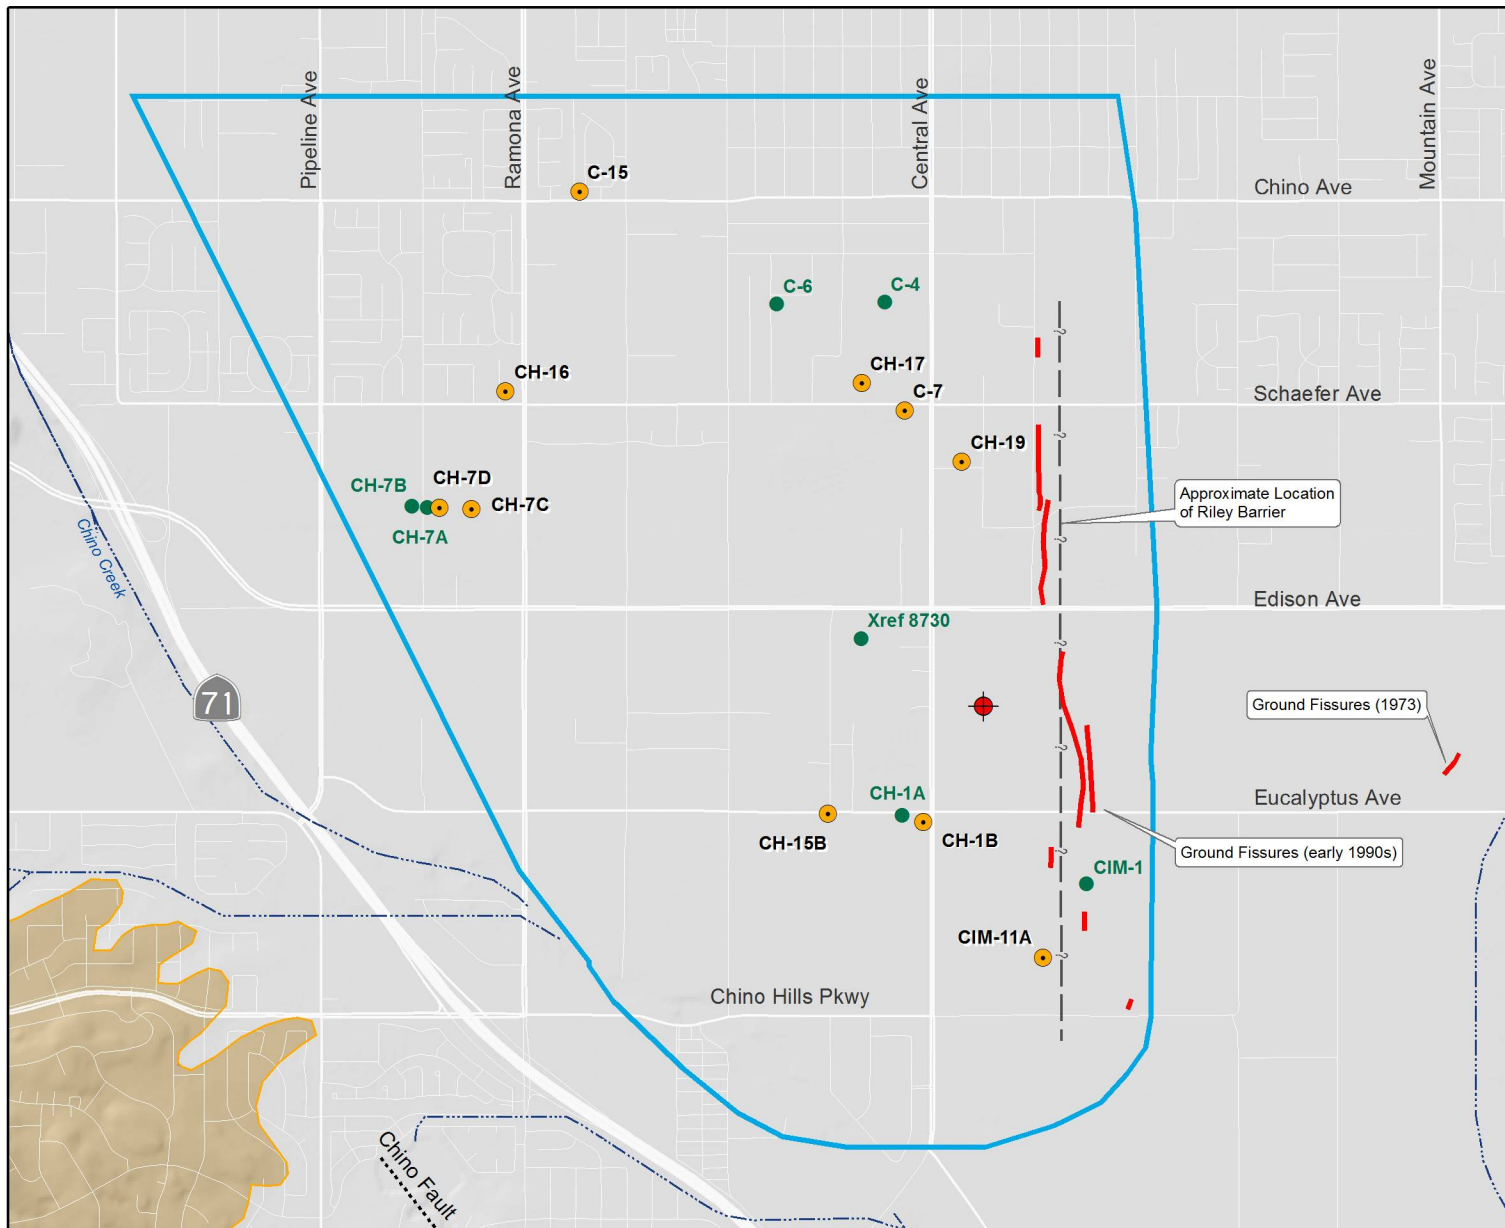 Pipeline Ave
Ramona Ave
Central Ave
Mountain Ave
C-15
Chino Ave
C-6
C-4
CH-16
CH-17
C-7
Schaefer Ave
CH-19
CH-7B
CH-7D
CH-7C
CH-7A
Approximate Location
of Riley Barrier
Chino Creek
Edison Ave
Xref 8730
71
Ground Fissures (1973)
CH-1A
Eucalyptus Ave
CH-15B
CH-1B
Ground Fissures (early 1990s)
CIM-1
CIM-11A
Chino Hills Pkwy
Chino Fault
?
?
?
?
?
?
?